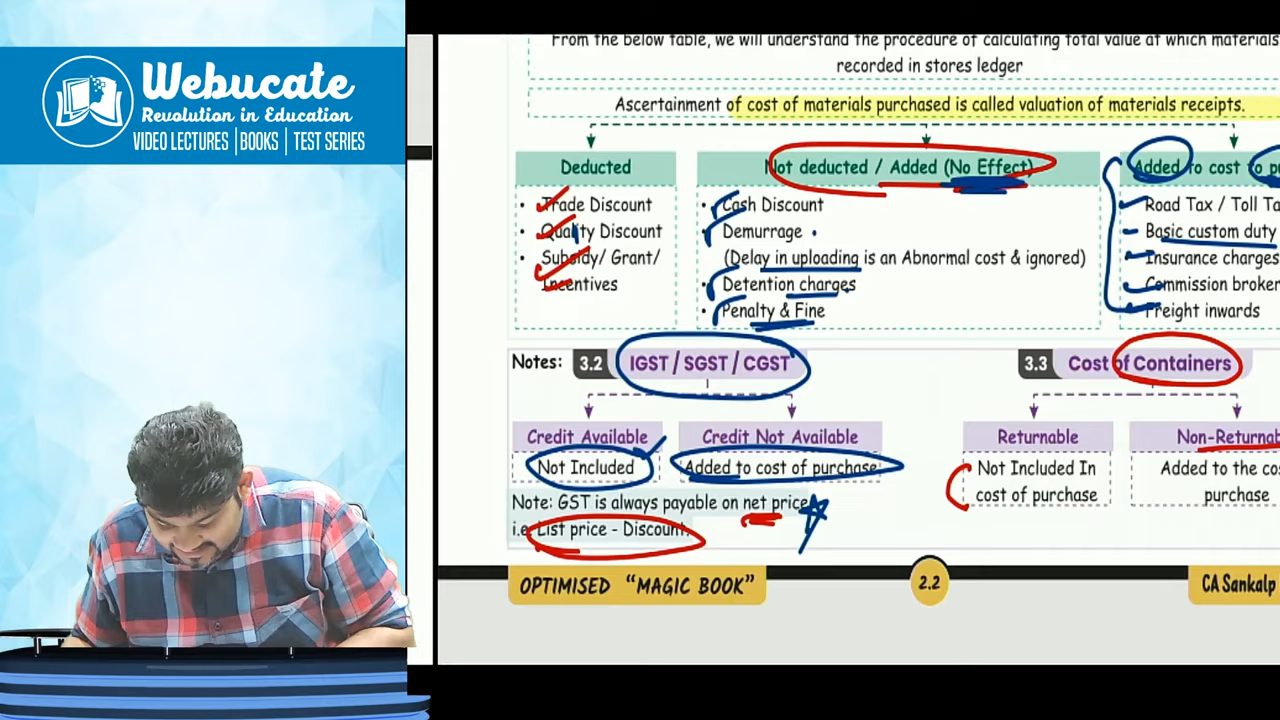 Webucate
Revolution in Education
VIDEO LECTURES | BOOKS | TEST SERIES
From the below table, we will understand the procedure of calculating total value at which materials
recorded in stores ledger
Ascertainment of cost of materials purchased is called valuation of materials receipts.
Deducted
• Trade Discount
• Quality Discount
• Subsidy/ Grant/
Incentives
Not deducted / Added (No Effect)
• Cash Discount
• Demurrage
(Delay in uploading is an Abnormal cost & ignored)
• Detention charges
• Penalty & Fine
Added to cost to
Road Tax / Toll
Basic custom duty
Insurance charges
Commission
Freight inwards
Notes: 3.2 IGST / SGST / CGST
Credit Available
Not Included
Credit Not Available
Added to cost of purchase
Note: GST is always payable on net price
i.e. List price - Discount.
3.3 Cost of Containers
Returnable
Not Included In
cost of purchase
Added to the
purchase
OPTIMISED "MAGIC BOOK"
2.2
CA Sankalp